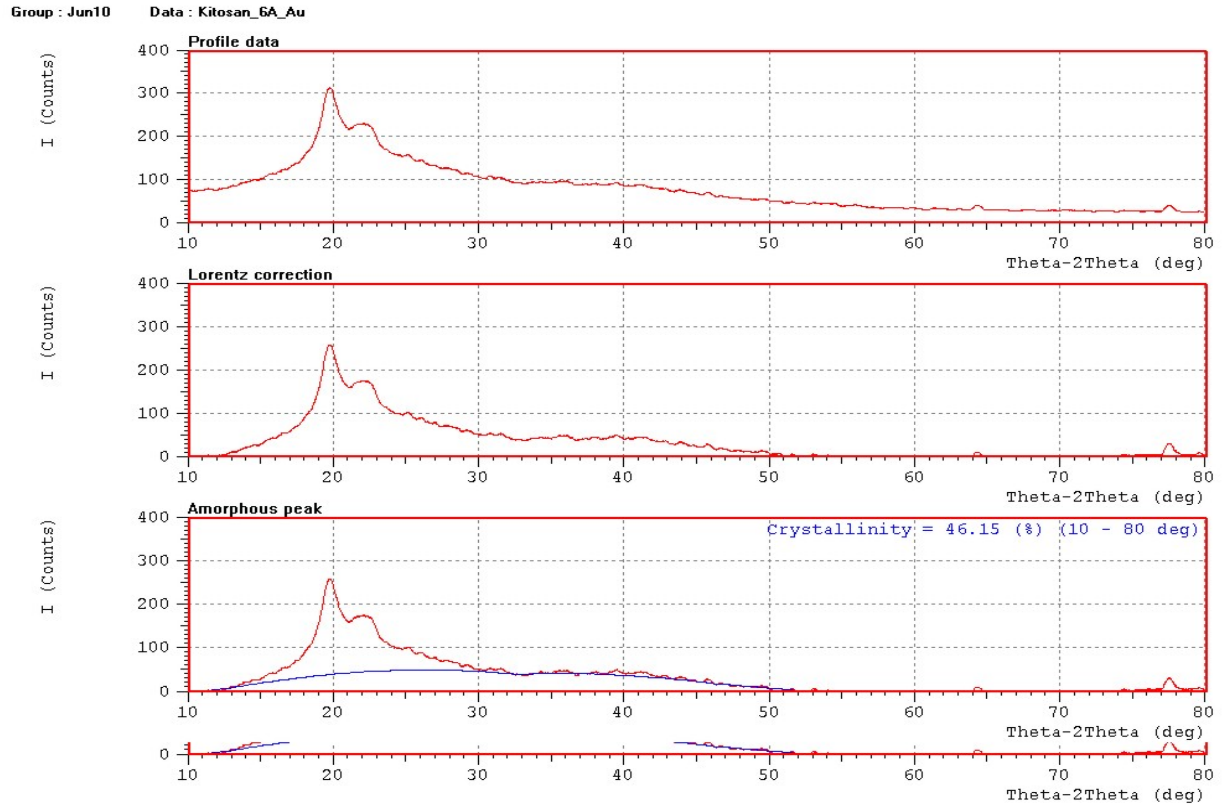 Group : Jun10 Data : Kitosan_6A_Au
Profile data
I (Counts)
400
300
200
100
0
10 20 30 40 50 60 70 80
Theta-2Theta (deg)
Lorentz correction
I (Counts)
400
300
200
100
0
10 20 30 40 50 60 70 80
Theta-2Theta (deg)
Amorphous peak
I (Counts)
Crystallinity = 46.15 (%) (10 - 80 deg)
400
300
200
100
0
10 20 30 40 50 60 70 80
Theta-2Theta (deg)
0
10 20 30 40 50 60 70 80
Theta-2Theta (deg)